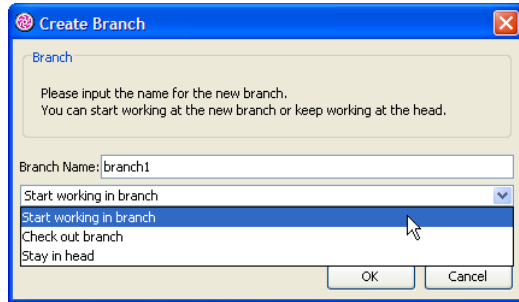 Create Branch
Branch
Please input the name for the new branch.
You can start working at the new branch or keep working at the head.
Branch Name: branch1
Start working in branch
Start working in branch
Check out branch
Stay in head
OK Cancel